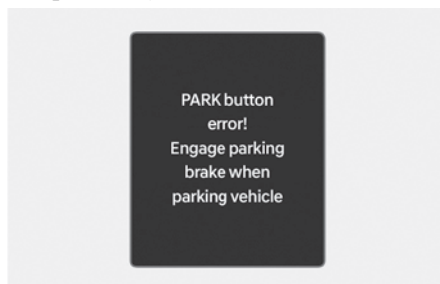 PARK button
error!
Engage parking
brake when
parking vehicle